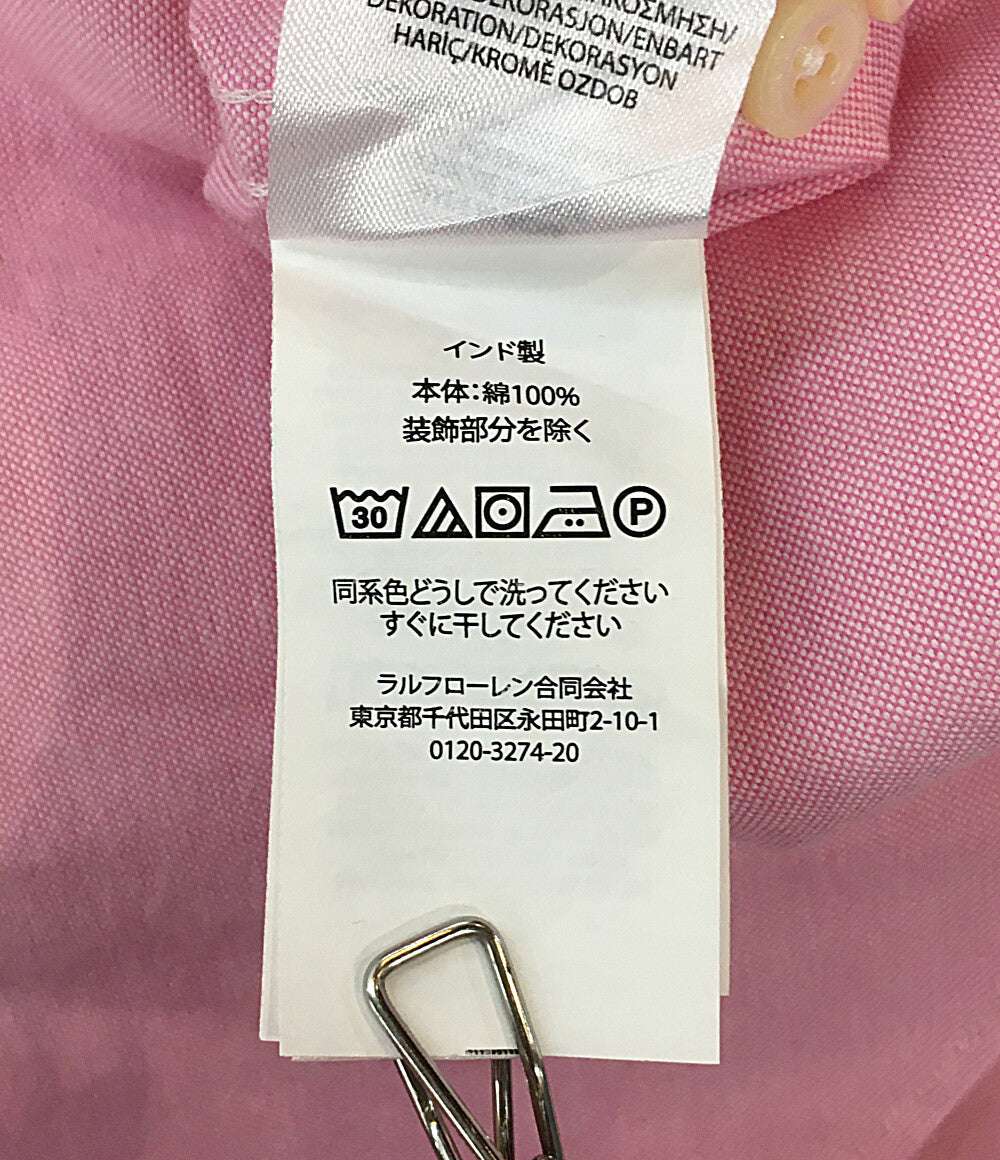 DEKORASJON/ENBART
DEKORATION/DEKORASYON
HARİÇ/KROMĚ OZDOB
インド製
本体:綿100%
装飾部分を除く
30 P
同系色どうしで洗ってください
すぐに干してください
ラルフローレン合同会社
東京都千代田区永田町2-10-1
0120-3274-20